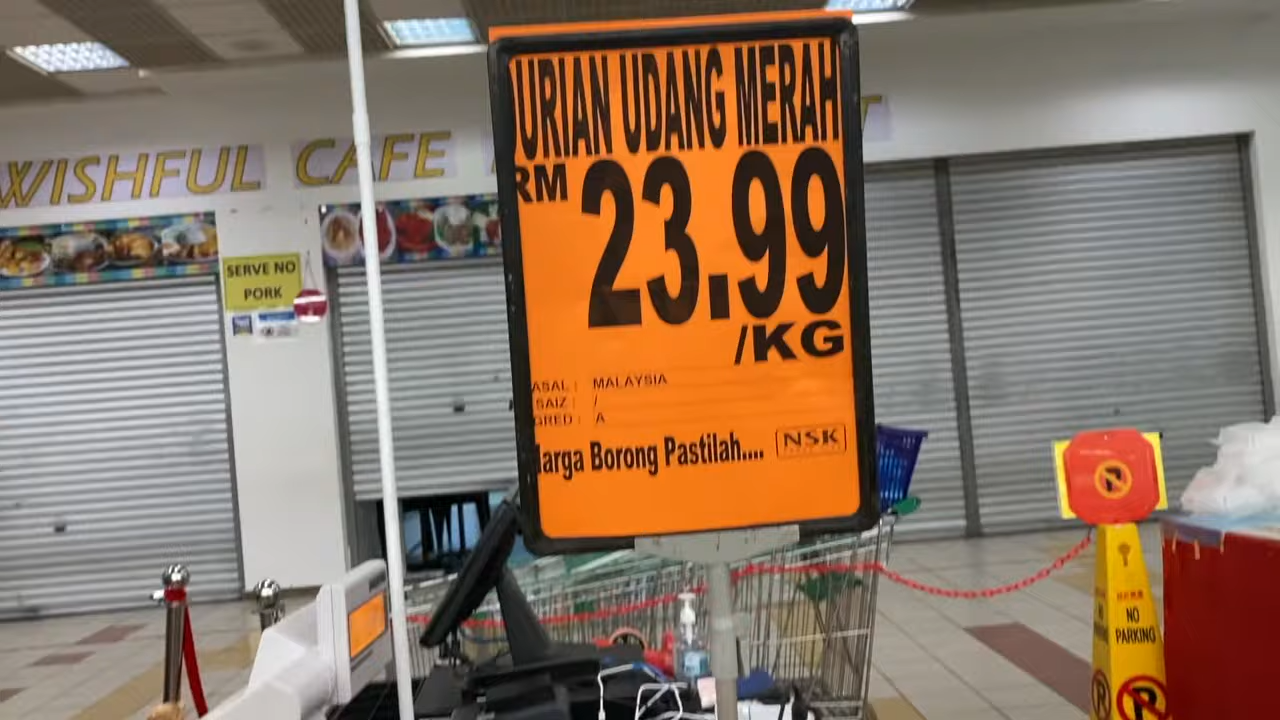 URIAN UDANG MERAH
RM 23.99
/KG
ASAL : MALAYSIA
SAIZ : /
GRED : A
Harga Borong Pastilah....
NSK
WISHFUL CAFE
SERVE NO
PORK
NO
PARKING